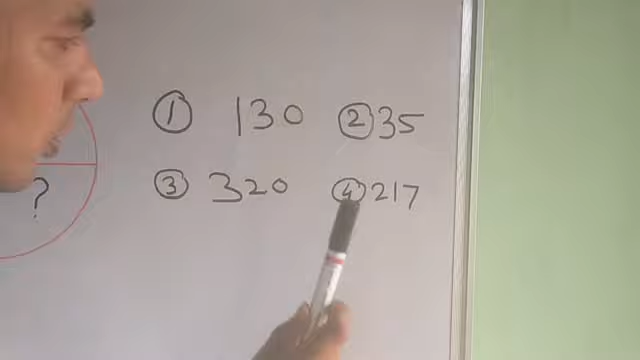 ① 130 ② 35
③ 320 ④ 217
?